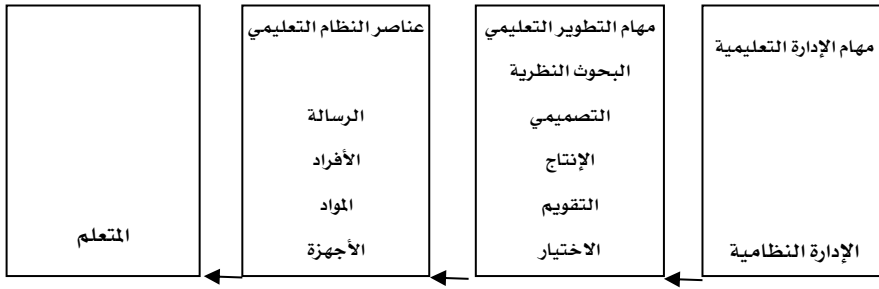 مهام الإدارة التعليمية
الإدارة النظامية
مهام التطوير التعليمي
البحوث النظرية
التصميمي
الإنتاج
التقويم
الاختيار
عناصر النظام التعليمي
الرسالة
الأفراد
المواد
الأجهزة
المتعلم